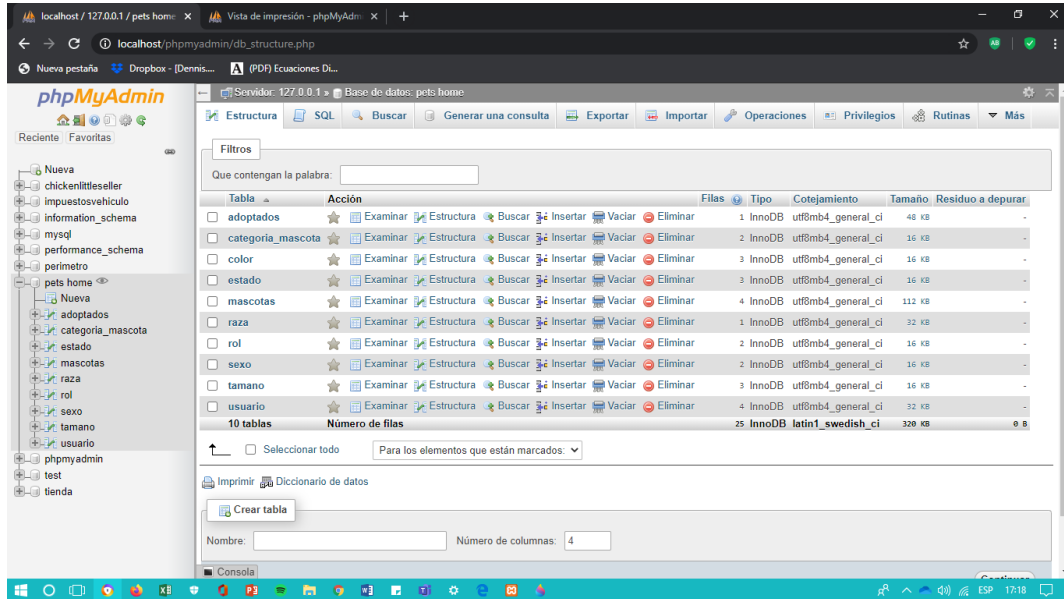 localhost / 127.0.0.1 / pets home
Vista de impresión - phpMyAdm
localhost/phpmyadmin/db_structure.php
AB
Nueva pestaña
Dropbox - [Dennis....
(PDF) Ecuaciones Di...
phpMyAdmin
Reciente Favoritas
Nueva
chickenlittleseller
impuestosvehiculo
information_schema
mysql
performance_schema
perimetro
pets home
Nueva
adoptados
categoria_mascota
estado
mascotas
raza
rol
sexo
tamano
usuario
phpmyadmin
test
tienda
Servidor: 127.0.0.1 » Base de datos: pets home
Estructura SQL Buscar Generar una consulta Exportar Importar Operaciones Privilegios Rutinas Más
Filtros
Que contengan la palabra:
Tabla Acción Filas Tipo Cotejamiento Tamaño Residuo a depurar
adoptados Examinar Estructura Buscar Insertar Vaciar Eliminar 1 InnoDB utf8mb4_general_ci 48 KB -
categoria_mascota Examinar Estructura Buscar Insertar Vaciar Eliminar 2 InnoDB utf8mb4_general_ci 16 KB -
color Examinar Estructura Buscar Insertar Vaciar Eliminar 3 InnoDB utf8mb4_general_ci 16 KB -
estado Examinar Estructura Buscar Insertar Vaciar Eliminar 3 InnoDB utf8mb4_general_ci 16 KB -
mascotas Examinar Estructura Buscar Insertar Vaciar Eliminar 4 InnoDB utf8mb4_general_ci 112 KB -
raza Examinar Estructura Buscar Insertar Vaciar Eliminar 1 InnoDB utf8mb4_general_ci 32 KB -
rol Examinar Estructura Buscar Insertar Vaciar Eliminar 2 InnoDB utf8mb4_general_ci 16 KB -
sexo Examinar Estructura Buscar Insertar Vaciar Eliminar 2 InnoDB utf8mb4_general_ci 16 KB -
tamano Examinar Estructura Buscar Insertar Vaciar Eliminar 3 InnoDB utf8mb4_general_ci 16 KB -
usuario Examinar Estructura Buscar Insertar Vaciar Eliminar 4 InnoDB utf8mb4_general_ci 32 KB -
10 tablas Número de filas 25 InnoDB latin1_swedish_ci 320 KB 0 B
Seleccionar todo Para los elementos que están marcados:
Imprimir Diccionario de datos
Crear tabla
Nombre: Número de columnas: 4
Consola
Continuar
ESP 17:18